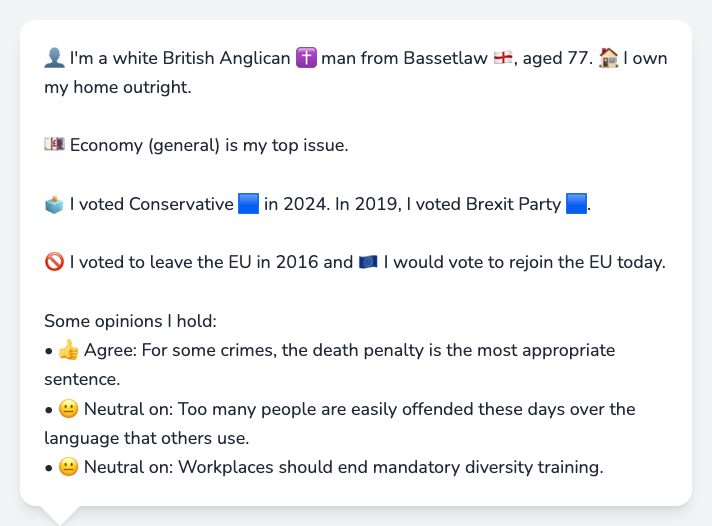 👤 I'm a white British Anglican ✝️ man from Bassetlaw 🏴󠁧󠁢󠁥󠁮󠁧󠁿, aged 77. 🏠 I own
my home outright.
💷 Economy (general) is my top issue.
🗳️ I voted Conservative 🟦 in 2024. In 2019, I voted Brexit Party 🟦.
🚫 I voted to leave the EU in 2016 and 🇪🇺 I would vote to rejoin the EU today.
Some opinions I hold:
• 👍 Agree: For some crimes, the death penalty is the most appropriate
sentence.
• 😐 Neutral on: Too many people are easily offended these days over the
language that others use.
• 😐 Neutral on: Workplaces should end mandatory diversity training.